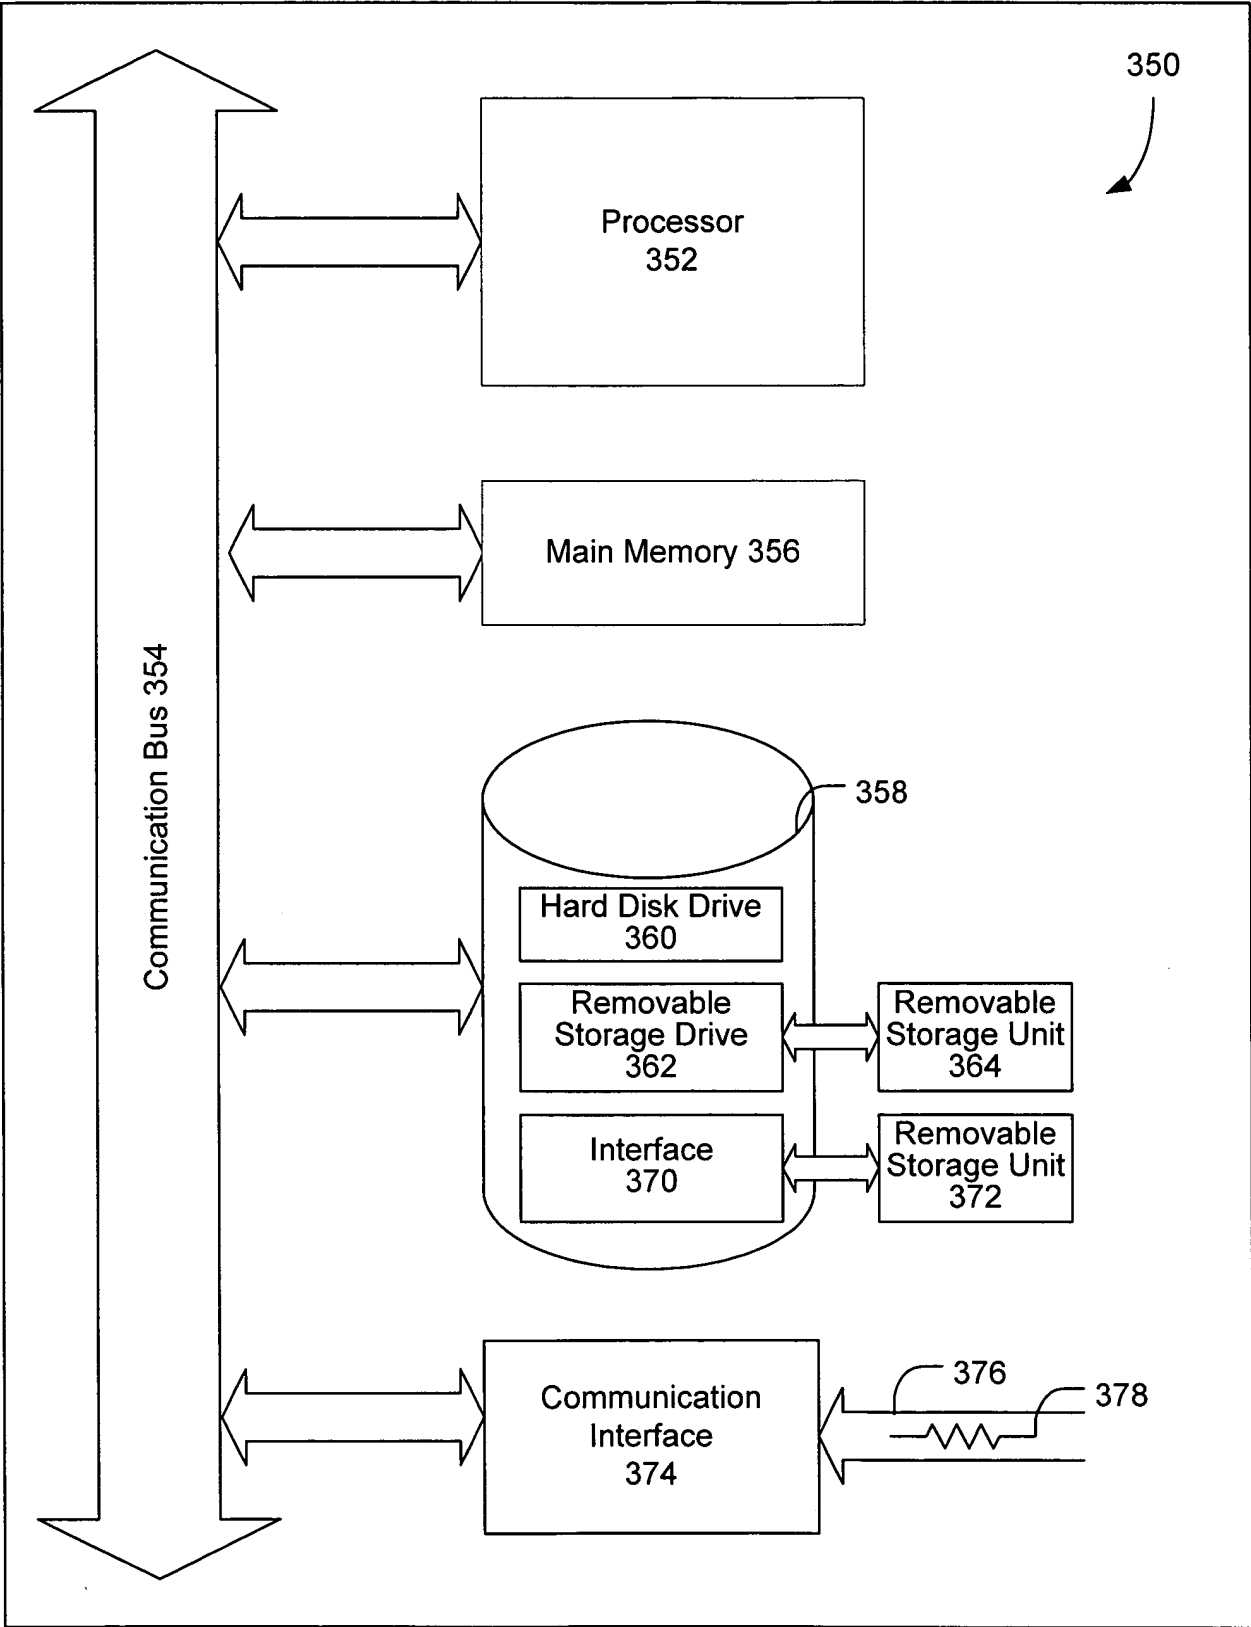 350
Processor
352
Main Memory 356
Communication Bus 354
358
Hard Disk Drive
360
Removable
Storage Drive
362
Removable
Storage Unit
364
Interface
370
Removable
Storage Unit
372
Communication
Interface
374
376
378